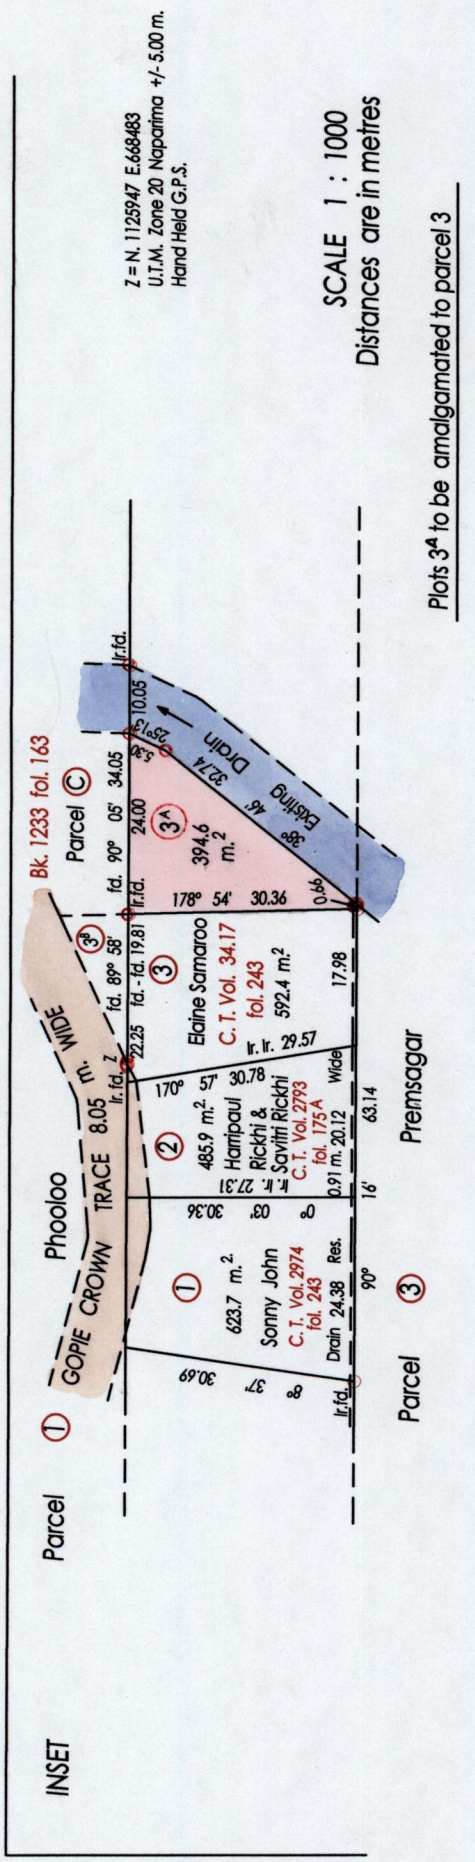 INSET
Parcel 1
Phooloo
GOPIE CROWN TRACE 8.05 m. WIDE
Bk. 1233 fol. 163
Parcel C
3B
Ir.fd. Z
fd. 89° 58'
22.25 fd.-fd. 19.81
Ir.fd.
fd. 90° 05' 34.05
24.00
10.05
Ir.fd.
5.30 25°13'
Z = N. 1125947 E.668483
U.T.M. Zone 20 Naparima +/- 5.00 m.
Hand Held G.P.S.
8° 37' 30.69
1
623.7 m.²
Sonny John
C. T. Vol. 2974
fol. 243
0° 03' 30.36
Ir. Ir. 27.31
2
485.9 m.²
Harripaul
Rickhi &
Savitri Rickhi
C. T. Vol. 2793
fol. 175 A
170° 57' 30.78
Ir. Ir. 29.57
3
Elaine Samaroo
C. T. Vol. 34.17
fol. 243
592.4 m.²
178° 54' 30.36
3A
394.6
m.²
38° 46' 32.74
0.66
Existing Drain
Ir.fd.
Drain 24.38 Res. 0.91 m. 20.12 Wide 17.98
90° 16' 63.14
Parcel 3 Premsagar
SCALE 1 : 1000
Distances are in metres
Plots 3A to be amalgamated to parcel 3